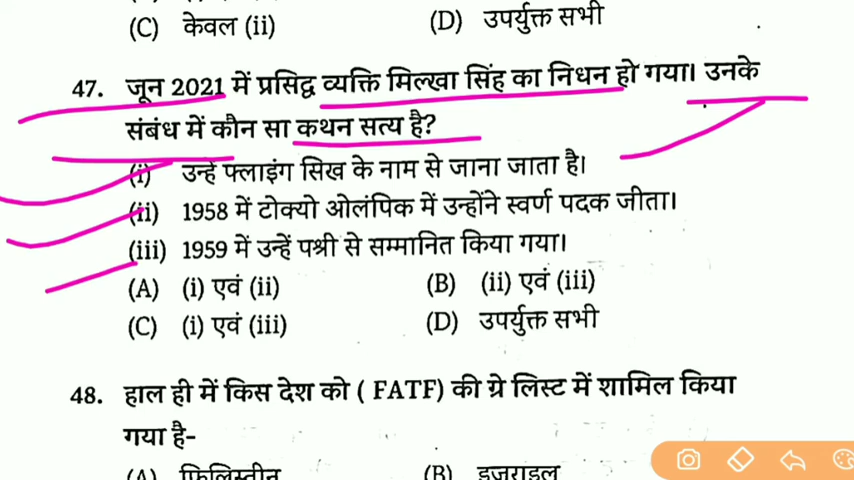 (C) केवल (ii) (D) उपर्युक्त सभी
47. जून 2021 में प्रसिद्ध व्यक्ति मिल्खा सिंह का निधन हो गया। उनके
संबंध में कौन सा कथन सत्य है?
(i) उन्हें फ्लाइंग सिख के नाम से जाना जाता है।
(ii) 1958 में टोक्यो ओलंपिक में उन्होंने स्वर्ण पदक जीता।
(iii) 1959 में उन्हें पश्री से सम्मानित किया गया।
(A) (i) एवं (ii) (B) (ii) एवं (iii)
(C) (i) एवं (iii) (D) उपर्युक्त सभी
48. हाल ही में किस देश को ( FATF) की ग्रे लिस्ट में शामिल किया
गया है-
(A) फिलिस्तीन (B) इजराइल